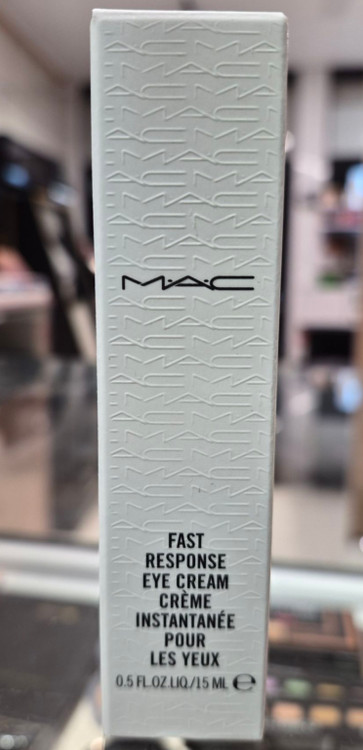 M·A·C
FAST
RESPONSE
EYE CREAM
CRÈME
INSTANTANÉE
POUR
LES YEUX
0.5 FL.OZ.LIQ./15 ML ℮